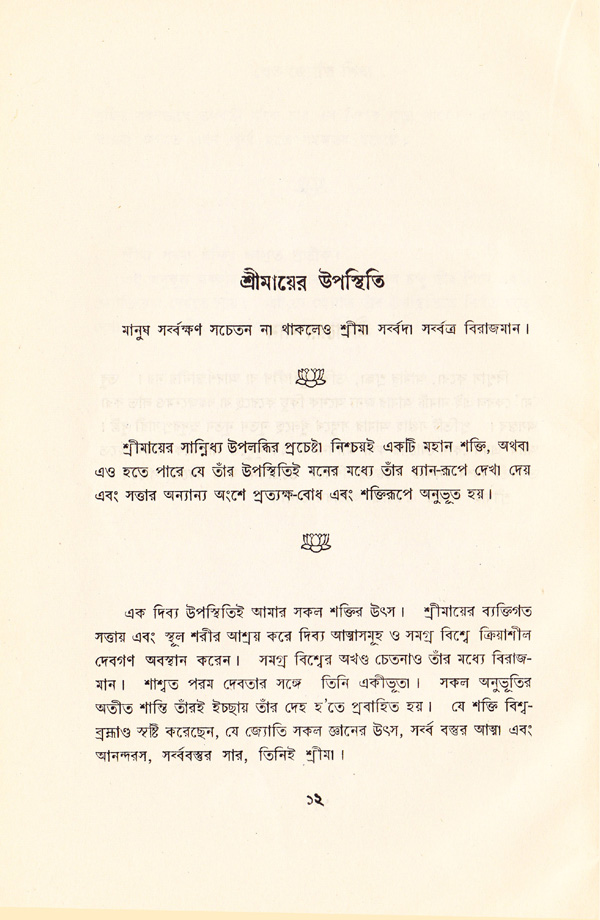 শ্রীমায়ের উপস্থিতি
মানুষ সর্ব্বক্ষণ সচেতন না থাকলেও শ্রীমা সর্ব্বদা সর্ব্বত্র বিরাজমান।
শ্রীমায়ের সান্নিধ্য উপলব্ধির প্রচেষ্টা নিশ্চয়ই একটি মহান শক্তি, অথবা
এও হতে পারে যে তাঁর উপস্থিতিই মনের মধ্যে তাঁর ধ্যান-রূপে দেখা দেয়
এবং সত্তার অন্যান্য অংশে প্রত্যক্ষ-বোধ এবং শক্তিরূপে অনুভূত হয়।
এক দিব্য উপস্থিতিই আমার সকল শক্তির উৎস। শ্রীমায়ের ব্যক্তিগত
সত্তায় এবং স্থূল শরীর আশ্রয় করে দিব্য আত্মাসমূহ ও সমগ্র বিশ্বে ক্রিয়াশীল
দেবগণ অবস্থান করেন। সমগ্র বিশ্বের অখণ্ড চেতনাও তাঁর মধ্যে বিরাজ-
মান। শাশ্বত পরম দেবতার সঙ্গে তিনি একীভূতা। সকল অনুভূতির
অতীত শান্তি তাঁরই ইচ্ছায় তাঁর দেহ হ'তে প্রবাহিত হয়। যে শক্তি বিশ্ব-
ব্রহ্মাণ্ড সৃষ্টি করেছেন, যে জ্যোতি সকল জ্ঞানের উৎস, সর্ব্ব বস্তুর আত্মা এবং
আনন্দরস, সর্ব্ববস্তুর সার, তিনিই শ্রীমা।
১২